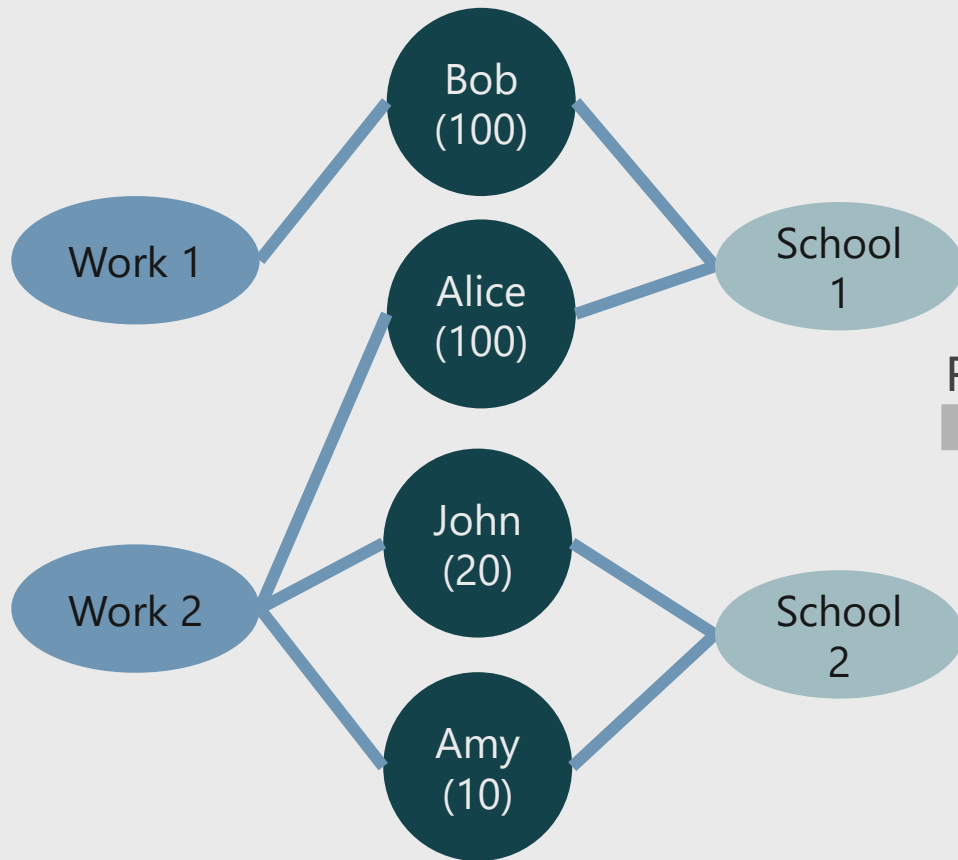 Bob
(100)
Work 1
School
1
Alice
(100)
John
(20)
Work 2
School
2
Amy
(10)